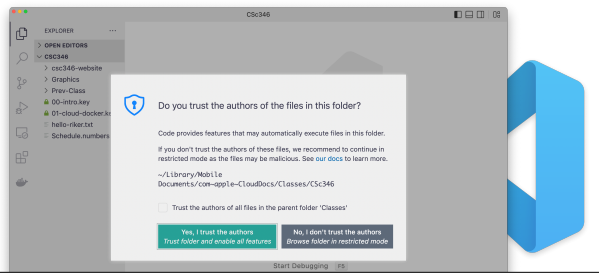 CSc346
EXPLORER
OPEN EDITORS
CSC346
csc346-website
Graphics
Prev-Class
00-intro.key
01-cloud-docker.ke
hello-riker.txt
Schedule.numbers
Do you trust the authors of the files in this folder?
Code provides features that may automatically execute files in this folder.
If you don't trust the authors of these files, we recommend to continue in
restricted mode as the files may be malicious. See our docs to learn more.
~/Library/Mobile
Documents/com~apple~CloudDocs/Classes/CSc346
Trust the authors of all files in the parent folder 'Classes'
Yes, I trust the authors
Trust folder and enable all features
No, I don't trust the authors
Browse folder in restricted mode
Start Debugging F5